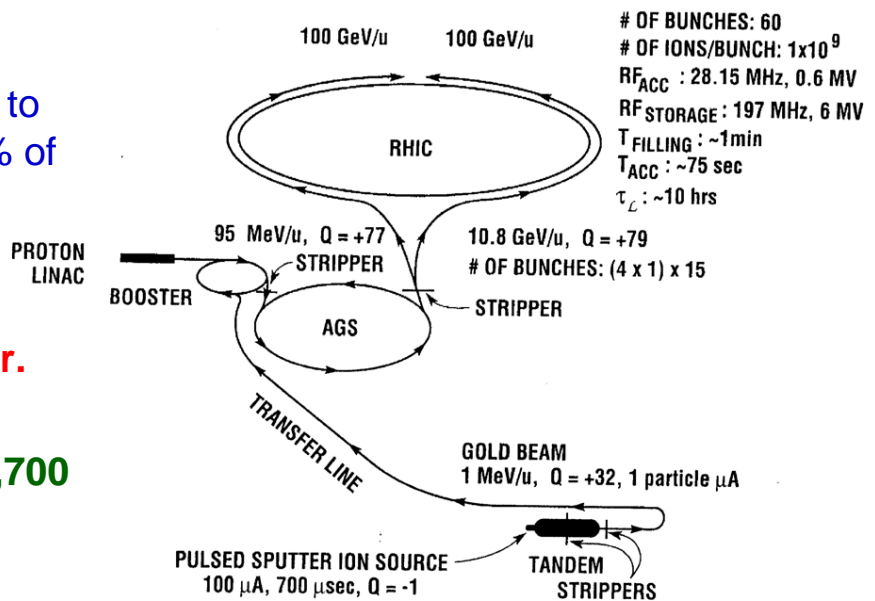 to
% of
r.
,700
100 GeV/u 100 GeV/u
# OF BUNCHES: 60
# OF IONS/BUNCH: 1x10⁹
RF_ACC : 28.15 MHz, 0.6 MV
RF_STORAGE : 197 MHz, 6 MV
T_FILLING : ~1min
T_ACC : ~75 sec
τ_ℒ : ~10 hrs
RHIC
95 MeV/u, Q = +77
STRIPPER
10.8 GeV/u, Q = +79
# OF BUNCHES: (4 x 1) x 15
STRIPPER
PROTON
LINAC
BOOSTER
AGS
TRANSFER LINE
GOLD BEAM
1 MeV/u, Q = +32, 1 particle μA
PULSED SPUTTER ION SOURCE
100 μA, 700 μsec, Q = -1
TANDEM
STRIPPERS